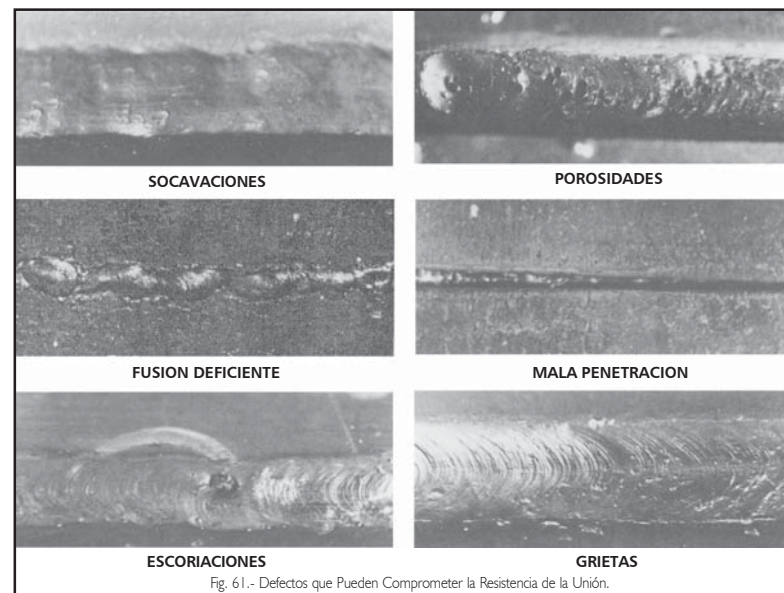 SOCAVACIONES
POROSIDADES
FUSION DEFICIENTE
MALA PENETRACION
ESCORIACIONES
GRIETAS
Fig. 61.- Defectos que Pueden Comprometer la Resistencia de la Unión.